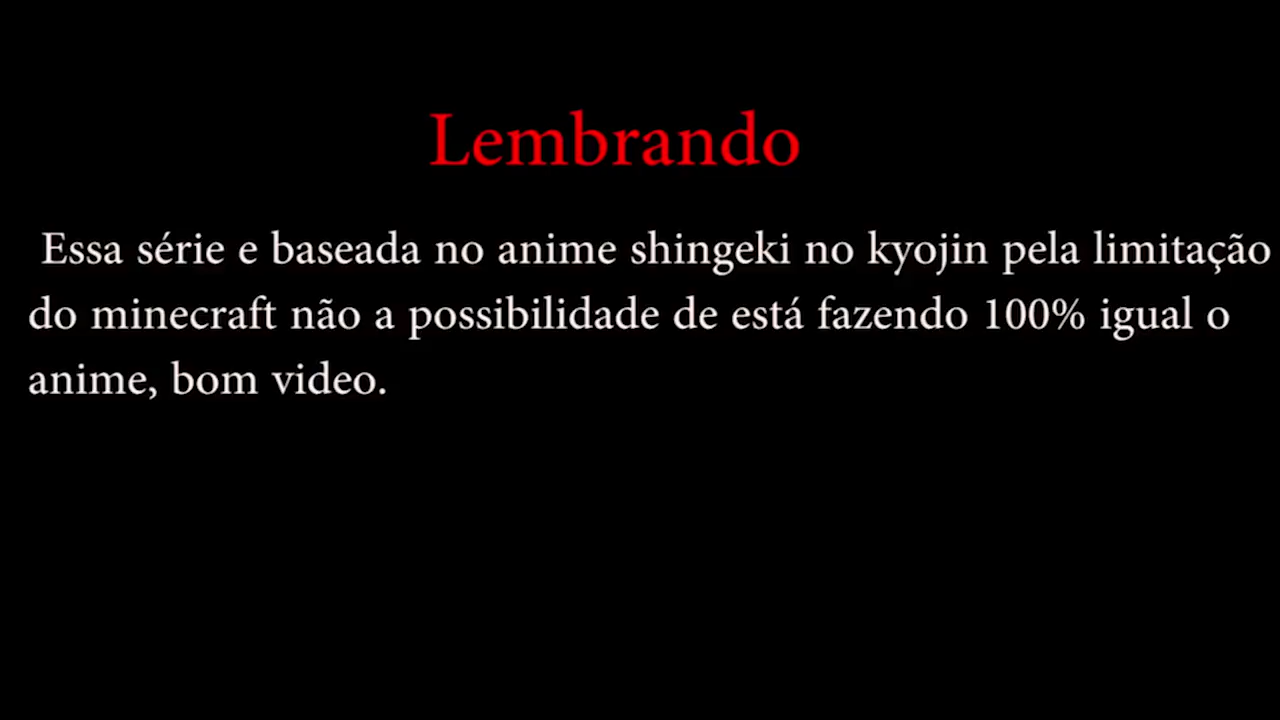 Lembrando
Essa série e baseada no anime shingeki no kyojin pela limitação
do minecraft não a possibilidade de está fazendo 100% igual o
anime, bom video.